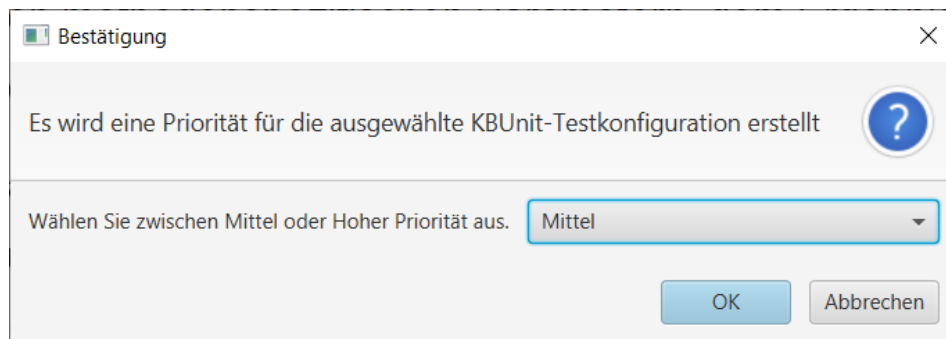 Bestätigung
Es wird eine Priorität für die ausgewählte KBUnit-Testkonfiguration erstellt
?
Wählen Sie zwischen Mittel oder Hoher Priorität aus. Mittel
OK Abbrechen